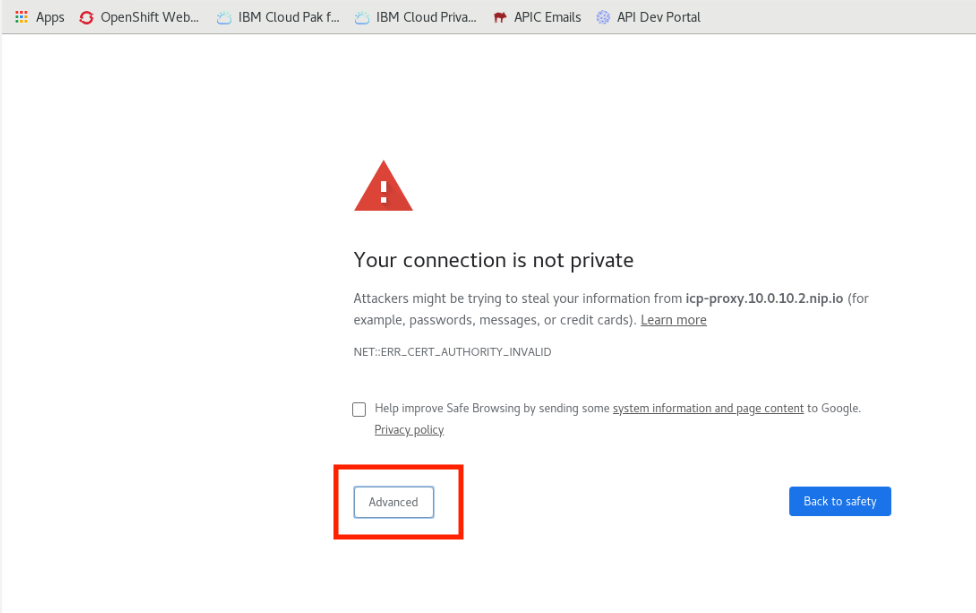 Apps OpenShift Web... IBM Cloud Pak f... IBM Cloud Priva... APIC Emails API Dev Portal
Your connection is not private
Attackers might be trying to steal your information from icp-proxy.10.0.10.2.nip.io (for
example, passwords, messages, or credit cards). Learn more
NET::ERR_CERT_AUTHORITY_INVALID
Help improve Safe Browsing by sending some system information and page content to Google.
Privacy policy
Advanced Back to safety